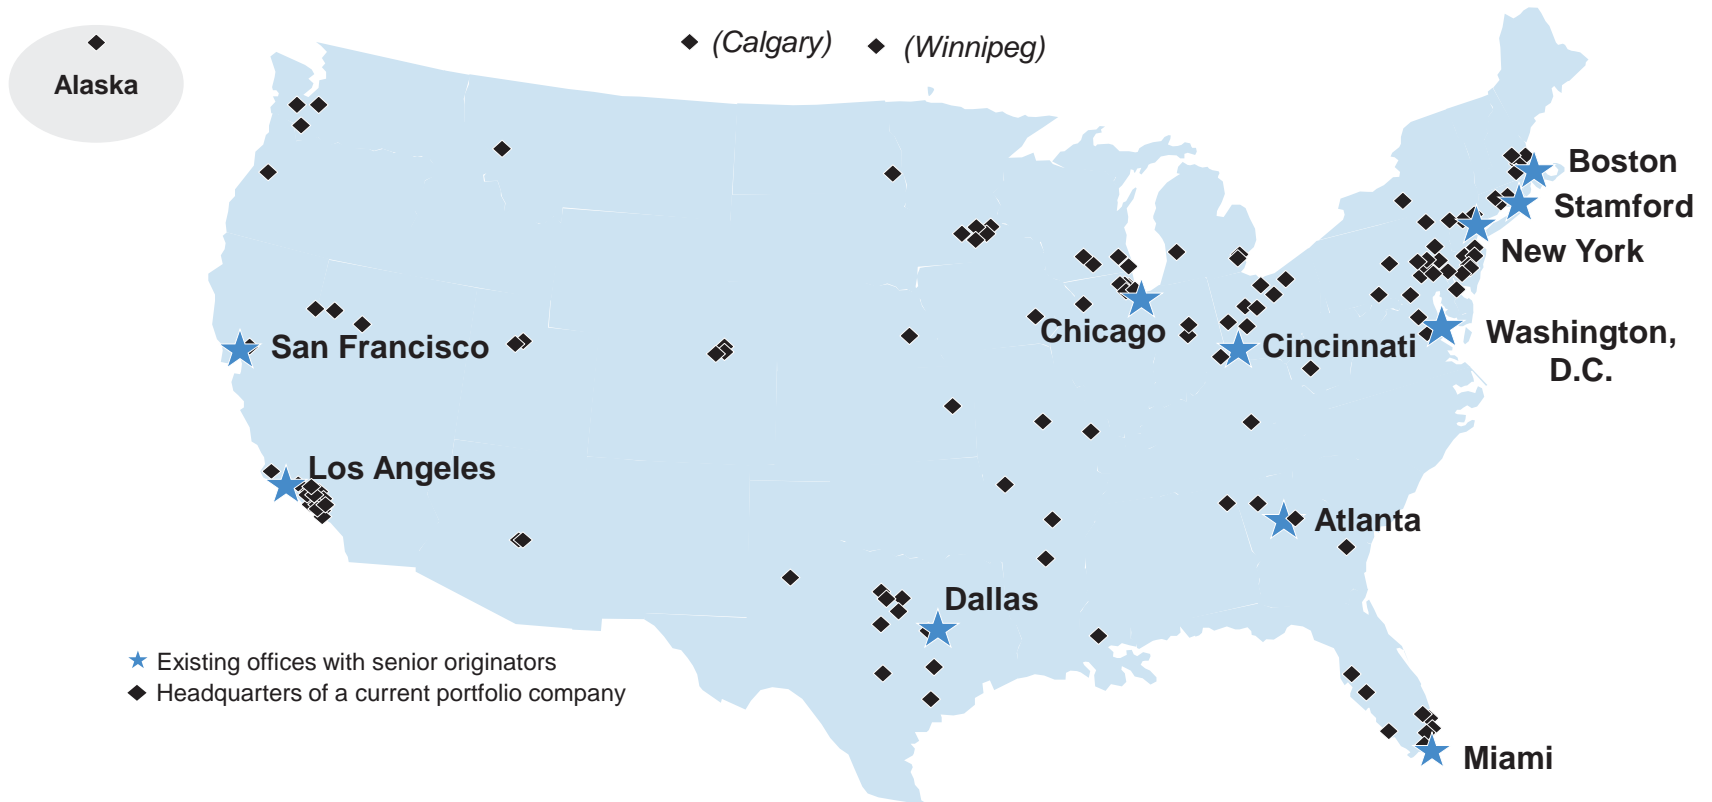 (Calgary)
(Winnipeg)
Alaska
Boston
Stamford
New York
Chicago
San Francisco
Cincinnati
Washington,
D.C.
Los Angeles
Atlanta
Dallas
Existing offices with senior originators
Headquarters of a current portfolio company
Miami